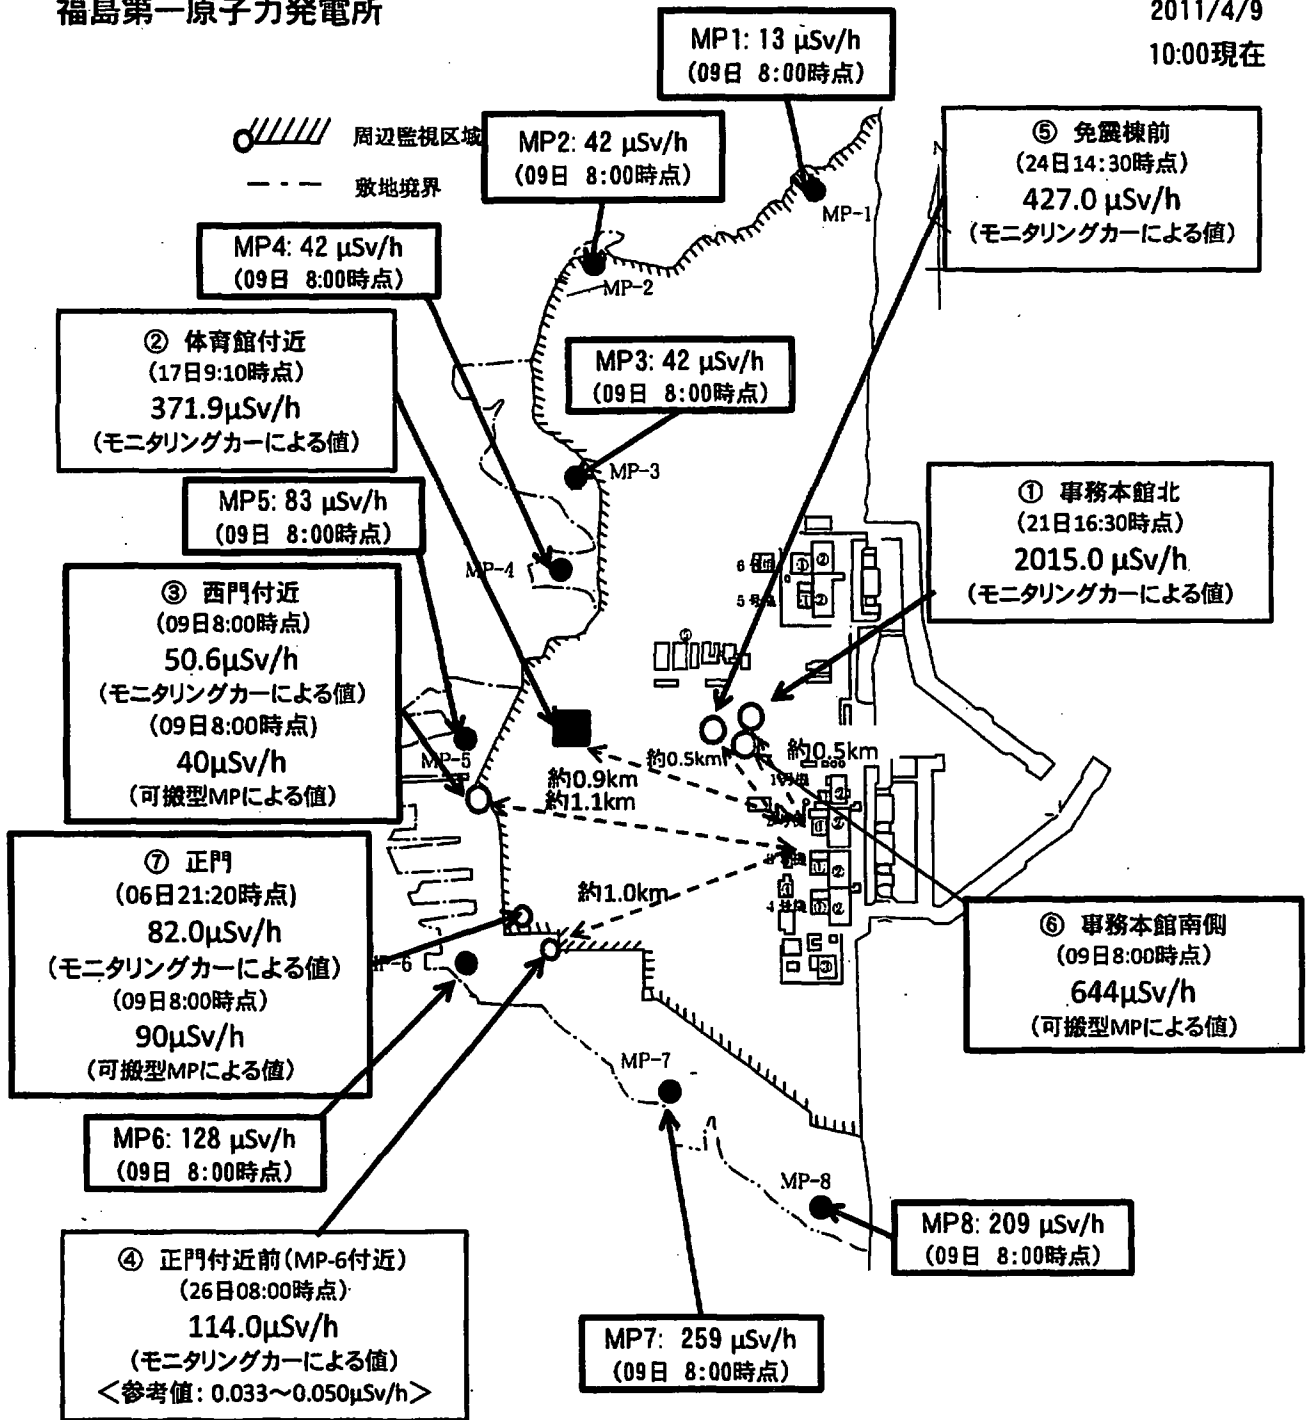 福島第一原子力発電所
2011/4/9
10:00現在
MP1: 13 μSv/h
(09日 8:00時点)
周辺監視区域
敷地境界
MP2: 42 μSv/h
(09日 8:00時点)
⑤ 免震棟前
(24日14:30時点)
427.0 μSv/h
(モニタリングカーによる値)
MP-1
MP4: 42 μSv/h
(09日 8:00時点)
MP-2
② 体育館付近
(17日9:10時点)
371.9μSv/h
(モニタリングカーによる値)
MP3: 42 μSv/h
(09日 8:00時点)
MP-3
MP5: 83 μSv/h
(09日 8:00時点)
① 事務本館北
(21日16:30時点)
2015.0 μSv/h
(モニタリングカーによる値)
MP-4
③ 西門付近
(09日8:00時点)
50.6μSv/h
(モニタリングカーによる値)
(09日8:00時点)
40μSv/h
(可搬型MPによる値)
MP-5
約0.5km
約0.5km
約0.9km
約1.1km
⑦ 正門
(06日21:20時点)
82.0μSv/h
(モニタリングカーによる値)
(09日8:00時点)
90μSv/h
(可搬型MPによる値)
約1.0km
⑥ 事務本館南側
(09日8:00時点)
644μSv/h
(可搬型MPによる値)
MP-7
MP6: 128 μSv/h
(09日 8:00時点)
MP-8
MP8: 209 μSv/h
(09日 8:00時点)
④ 正門付近前(MP-6付近)
(26日08:00時点)
114.0μSv/h
(モニタリングカーによる値)
<参考値: 0.033～0.050μSv/h>
MP7: 259 μSv/h
(09日 8:00時点)